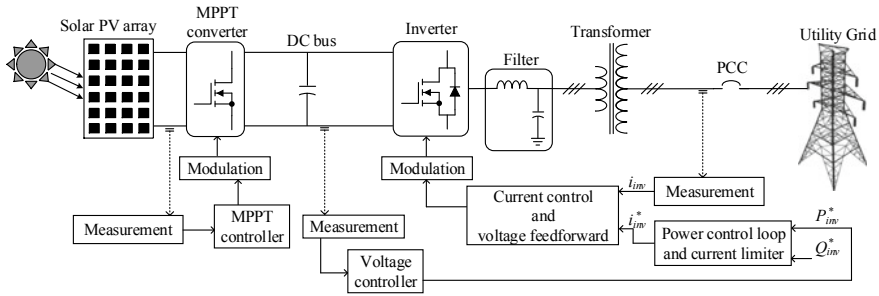 Solar PV array
MPPT
converter
DC bus
Inverter
Filter
Transformer
PCC
Utility Grid
Modulation
Modulation
Measurement
MPPT
controller
Measurement
Voltage
controller
Current control
and
voltage feedforward
i_inv
i*_inv
Measurement
Power control loop
and current limiter
P*_inv
Q*_inv